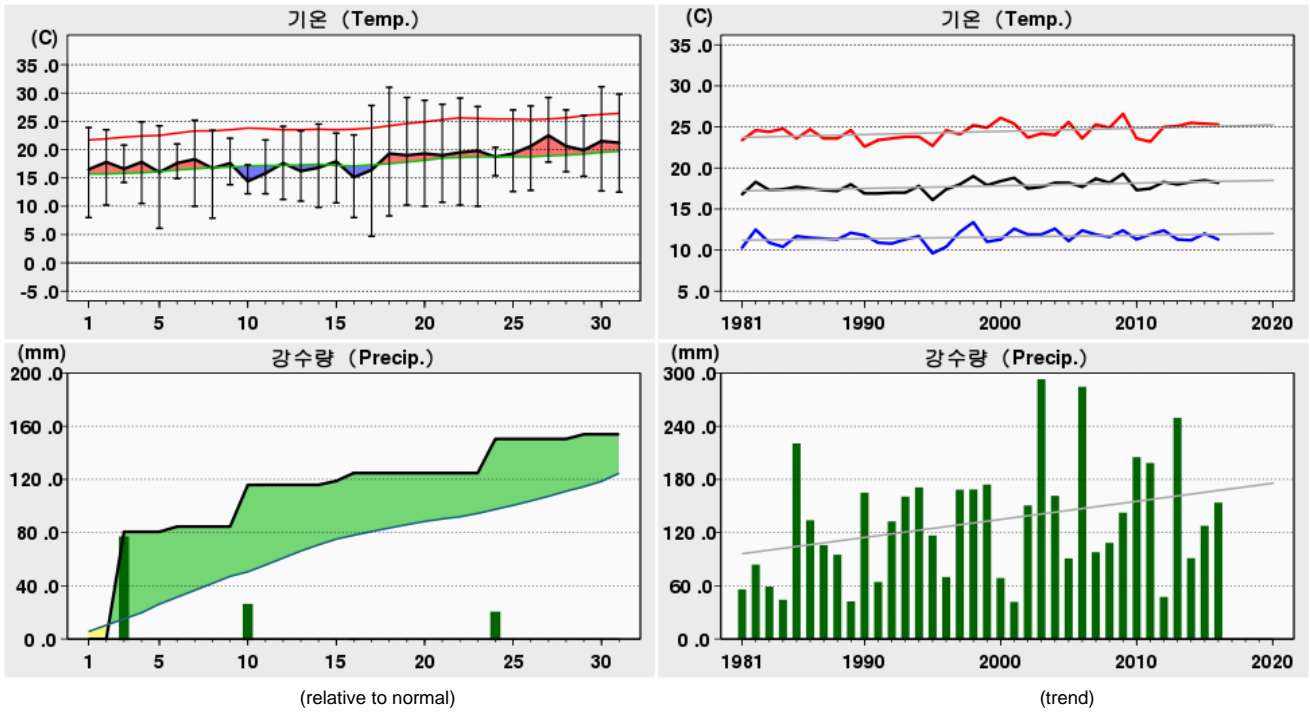 기온 (Temp.)
(C)
35 .0
30 .0
25 .0
20 .0
15 .0
10 .0
5 .0
0 .0
-5 .0
1 5 10 15 20 25 30
기온 (Temp.)
(C)
35 .0
30 .0
25 .0
20 .0
15 .0
10 .0
5 .0
1981 1990 2000 2010 2020
강수량 (Precip.)
(mm)
200 .0
160 .0
120 .0
80 .0
40 .0
0 .0
1 5 10 15 20 25 30
(relative to normal)
강수량 (Precip.)
(mm)
300 .0
240 .0
180 .0
120 .0
60 .0
0 .0
1981 1990 2000 2010 2020
(trend)